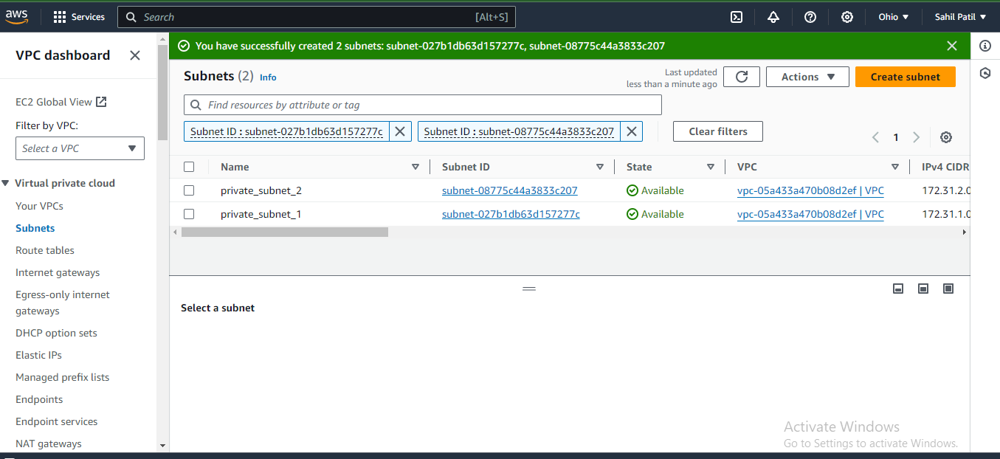 aws Services Search [Alt+S] Ohio Sahil Patil
VPC dashboard
EC2 Global View
Filter by VPC:
Select a VPC
Virtual private cloud
Your VPCs
Subnets
Route tables
Internet gateways
Egress-only internet
gateways
DHCP option sets
Elastic IPs
Managed prefix lists
Endpoints
Endpoint services
NAT gateways
You have successfully created 2 subnets: subnet-027b1db63d157277c, subnet-08775c44a3833c207
Subnets (2) Info
Last updated
less than a minute ago
Actions
Create subnet
Find resources by attribute or tag
Subnet ID : subnet-027b1db63d157277c
Subnet ID : subnet-08775c44a3833c207
Clear filters
1
Name Subnet ID State VPC IPv4 CIDR
private_subnet_2 subnet-08775c44a3833c207 Available vpc-05a433a470b08d2ef | VPC 172.31.2.0
private_subnet_1 subnet-027b1db63d157277c Available vpc-05a433a470b08d2ef | VPC 172.31.1.0
Select a subnet
Activate Windows
Go to Settings to activate Windows.